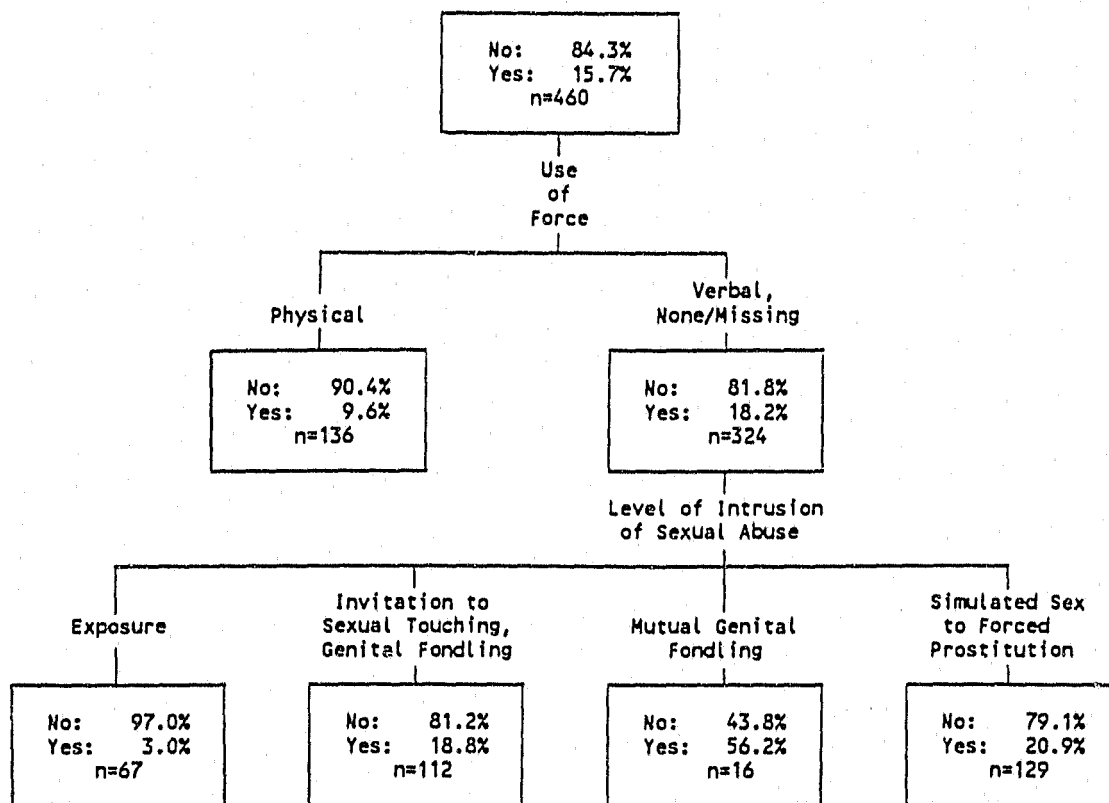 No: 84.3%
Yes: 15.7%
n=460
Use
of
Force
Physical
Verbal,
None/Missing
No: 90.4%
Yes: 9.6%
n=136
No: 81.8%
Yes: 18.2%
n=324
Level of Intrusion
of Sexual Abuse
Exposure
Invitation to
Sexual Touching,
Genital Fondling
Mutual Genital
Fondling
Simulated Sex
to Forced
Prostitution
No: 97.0%
Yes: 3.0%
n=67
No: 81.2%
Yes: 18.8%
n=112
No: 43.8%
Yes: 56.2%
n=16
No: 79.1%
Yes: 20.9%
n=129